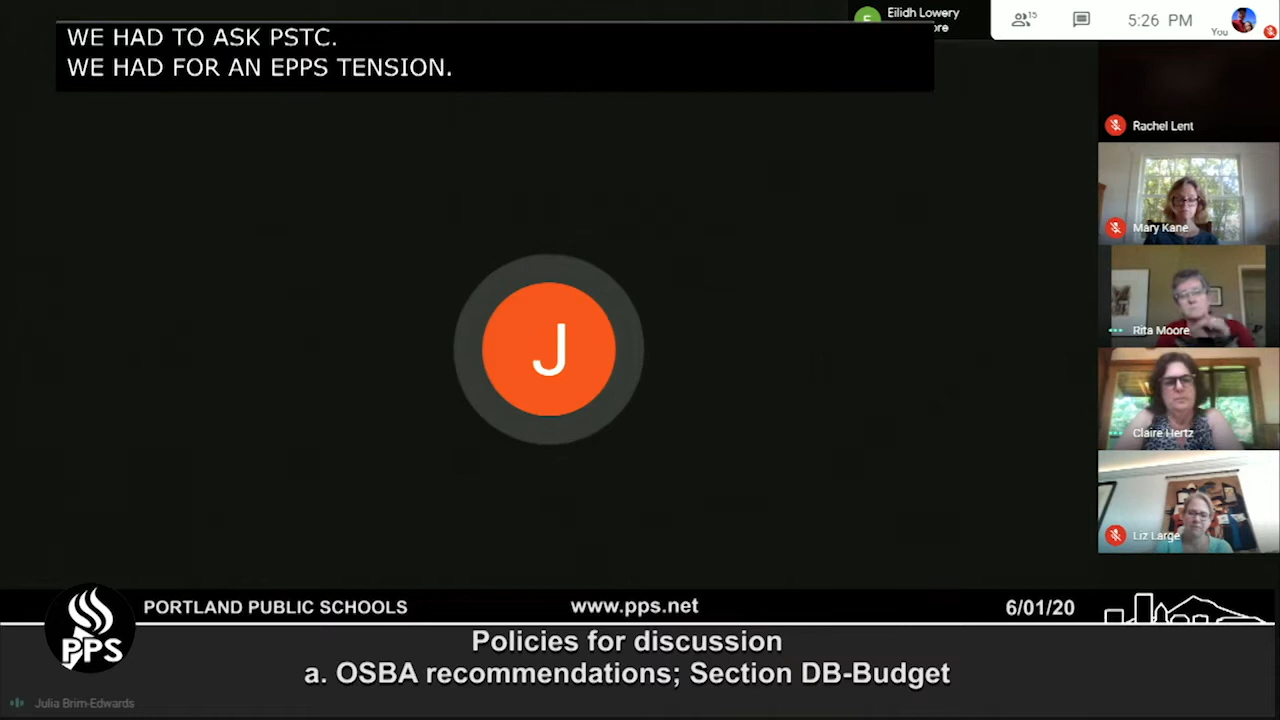 WE HAD TO ASK PSTC.
WE HAD FOR AN EPPS TENSION.
E
Eilidh Lowery
ore
15
5:26 PM
You
Rachel Lent
Mary Kane
Rita Moore
Claire Hertz
Liz Large
J
PPS
PORTLAND PUBLIC SCHOOLS
www.pps.net
6/01/20
Policies for discussion
a. OSBA recommendations; Section DB-Budget
Julia Brim-Edwards